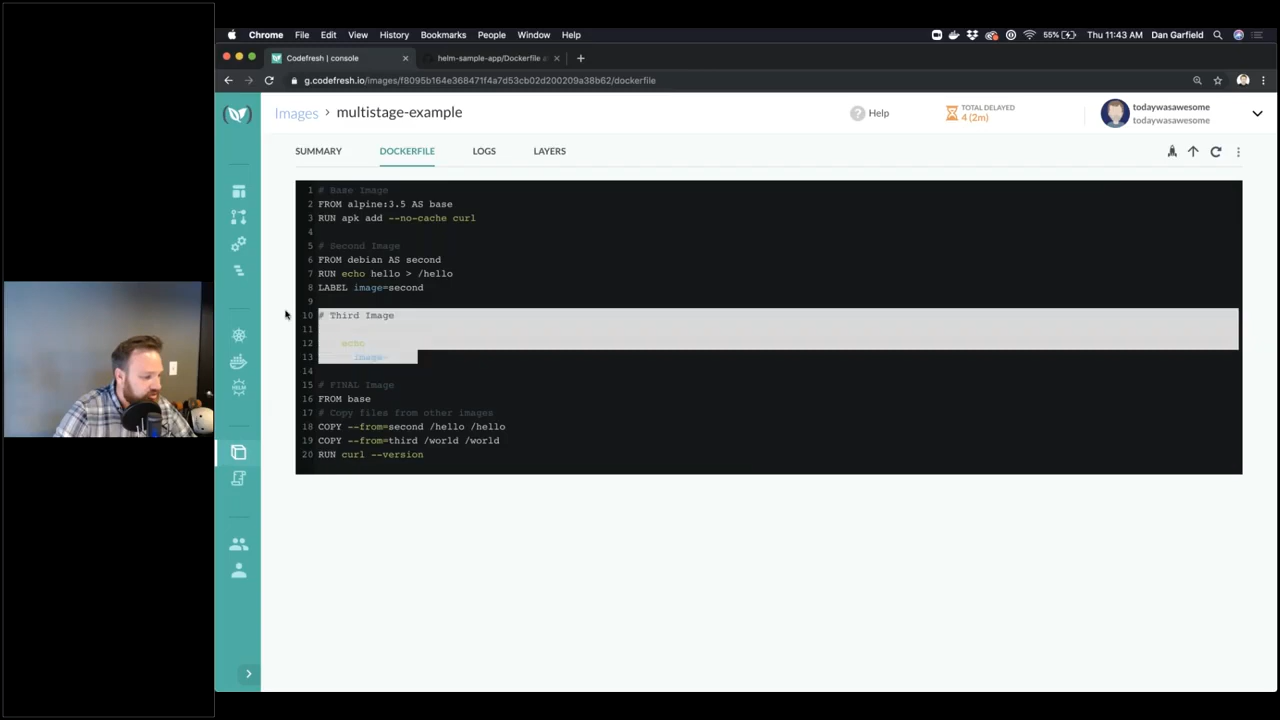 Chrome File Edit View History Bookmarks People Window Help 55% Thu 11:43 AM Dan Garfield
Codefresh | console helm-sample-app/Dockerfile a
g.codefresh.io/images/f8095b164e368471f4a7d53cb02d200209a38b62/dockerfile
Images > multistage-example
Help
TOTAL DELAYED
4 (2m)
todaywasawesome
todaywasawesome
SUMMARY DOCKERFILE LOGS LAYERS
1 # Base Image
2 FROM alpine:3.5 AS base
3 RUN apk add --no-cache curl
4
5 # Second Image
6 FROM debian AS second
7 RUN echo hello > /hello
8 LABEL image=second
9
10 # Third Image
11
12 echo
13 image=
14
15 # FINAL Image
16 FROM base
17 # Copy files from other images
18 COPY --from=second /hello /hello
19 COPY --from=third /world /world
20 RUN curl --version
HELM